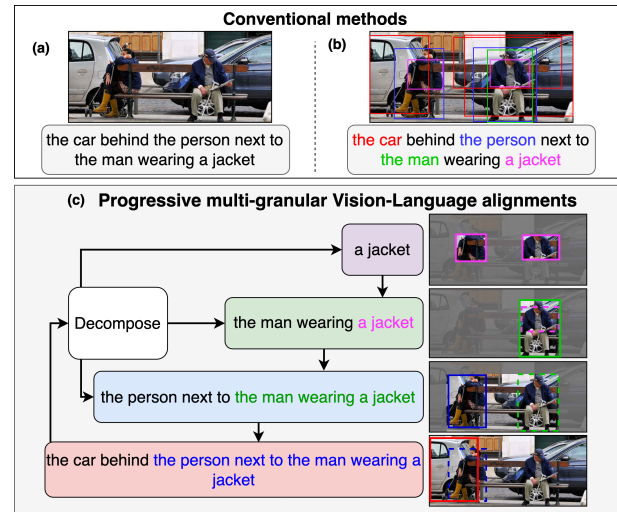 Conventional methods
(a)
(b)
the car behind the person next to
the man wearing a jacket
the car behind the person next to
the man wearing a jacket
(c) Progressive multi-granular Vision-Language alignments
a jacket
Decompose
the man wearing a jacket
the person next to the man wearing a jacket
the car behind the person next to the man wearing a
jacket